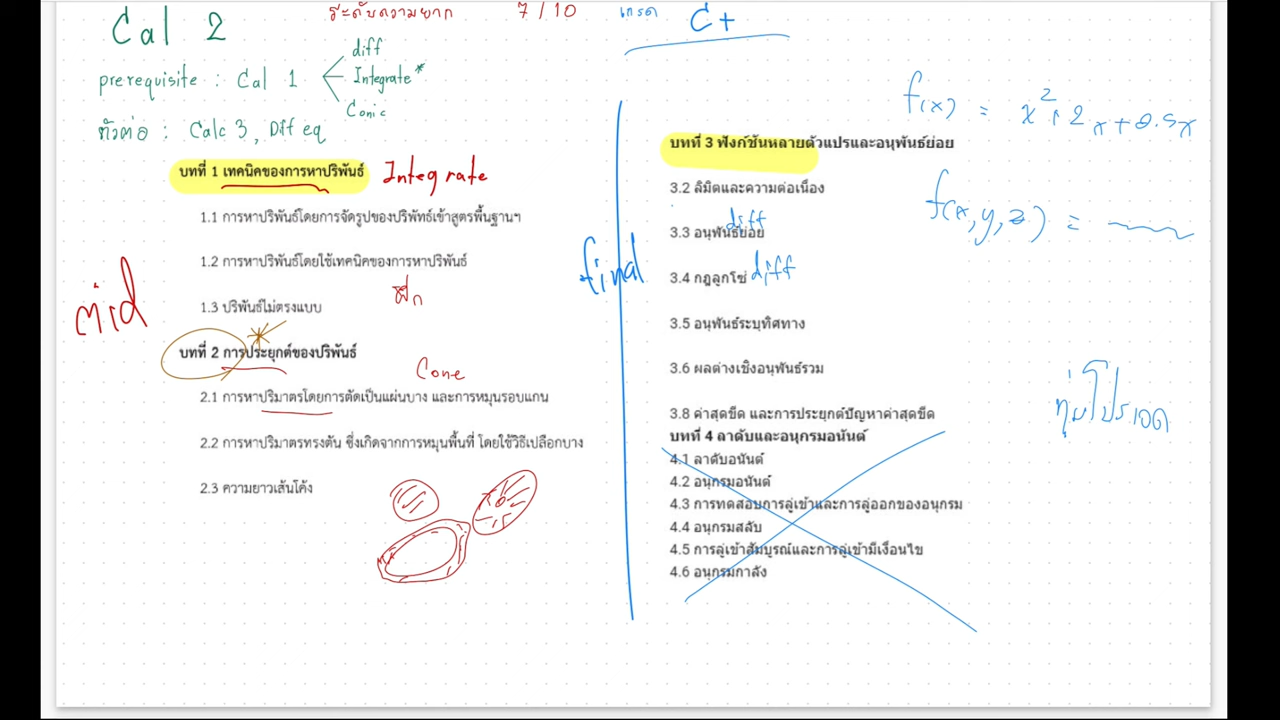 Cal 2 ระดับความยาก 7/10 เกรด C+
prerequisite : Cal 1
diff
Integrate*
Conic
ตัวต่อ : Calc 3, Diff eq
mid
บทที่ 1 เทคนิคของการหาปริพันธ์ Integrate
1.1 การหาปริพันธ์โดยการจัดรูปของปริพัทธ์เข้าสูตรพื้นฐานฯ
1.2 การหาปริพันธ์โดยใช้เทคนิคของการหาปริพันธ์
1.3 ปริพันธ์ไม่ตรงแบบ
บทที่ 2 การประยุกต์ของปริพันธ์
Cone
2.1 การหาปริมาตรโดยการตัดเป็นแผ่นบาง และการหมุนรอบแกน
2.2 การหาปริมาตรทรงตัน ซึ่งเกิดจากการหมุนพื้นที่ โดยใช้วิธีเปลือกบาง
2.3 ความยาวเส้นโค้ง
final
f(x) = x² + 2x + 0.5x
บทที่ 3 ฟังก์ชันหลายตัวแปรและอนุพันธ์ย่อย
3.2 ลิมิตและความต่อเนื่อง
f(x,y,z) =
diff
3.3 อนุพันธ์ย่อย
3.4 กฎลูกโซ่ diff
3.5 อนุพันธ์ระบุทิศทาง
3.6 ผลต่างเชิงอนุพันธ์รวม
3.8 ค่าสุดขีด และการประยุกต์ปัญหาค่าสุดขีด
บทที่ 4 ลำดับและอนุกรมอนันต์
4.1 ลำดับอนันต์
4.2 อนุกรมอนันต์
4.3 การทดสอบการลู่เข้าและการลู่ออกของอนุกรม
4.4 อนุกรมสลับ
4.5 การลู่เข้าสัมบูรณ์และการลู่เข้ามีเงื่อนไข
4.6 อนุกรมกำลัง